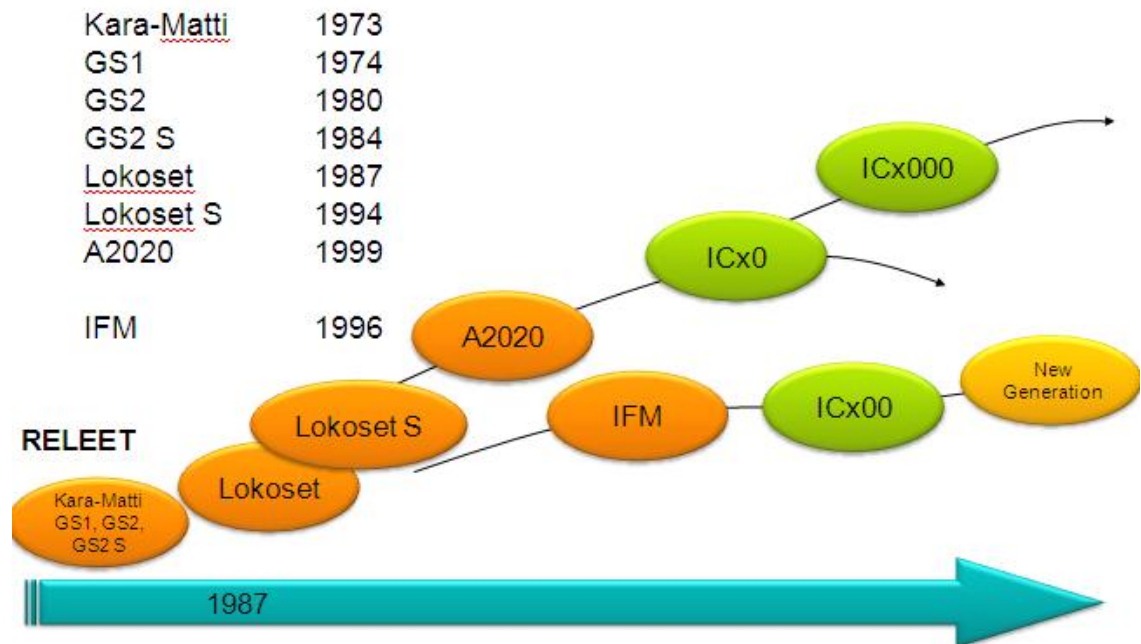 Kara-Matti 1973
GS1 1974
GS2 1980
GS2 S 1984
Lokoset 1987
Lokoset S 1994
A2020 1999
IFM 1996
ICx000
ICx0
A2020
New
Generation
IFM
ICx00
Lokoset S
RELEET
Lokoset
Kara-Matti
GS1, GS2,
GS2 S
1987